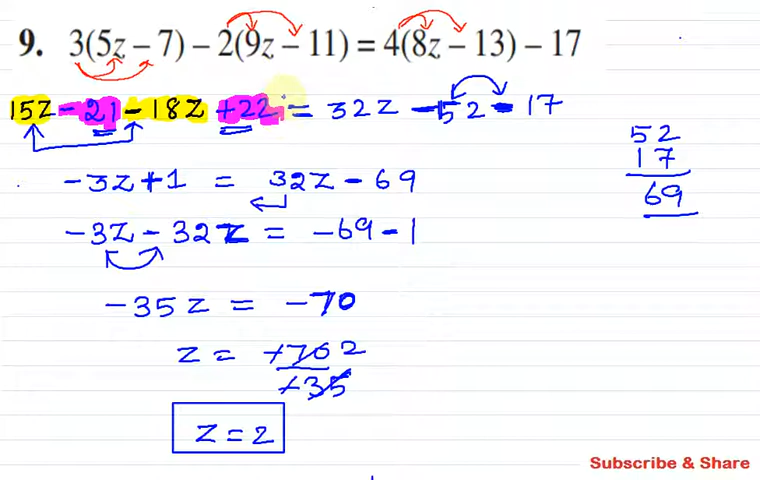 9. 3(5z − 7) − 2(9z − 11) = 4(8z − 13) − 17
15z − 21 − 18z + 22 = 32z − 52 − 17
52
17
69
−3z + 1 = 32z − 69
−3z − 32z = −69 − 1
−35z = −70
z = +70 2
+35
z = 2
Subscribe & Share